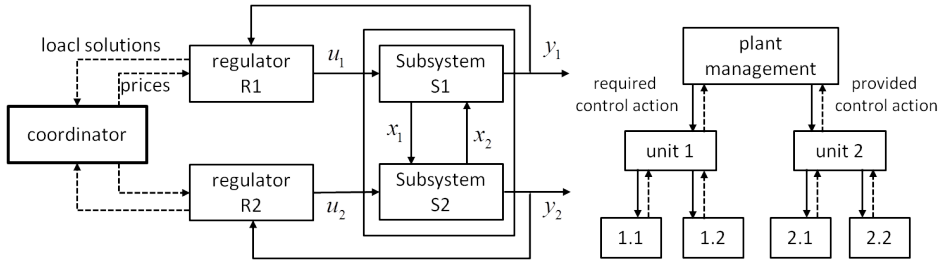 loacl solutions
prices
coordinator
regulator
R1
regulator
R2
u₁
u₂
Subsystem
S1
x₁
x₂
Subsystem
S2
y₁
y₂
plant
management
required
control action
provided
control action
unit 1
unit 2
1.1
1.2
2.1
2.2